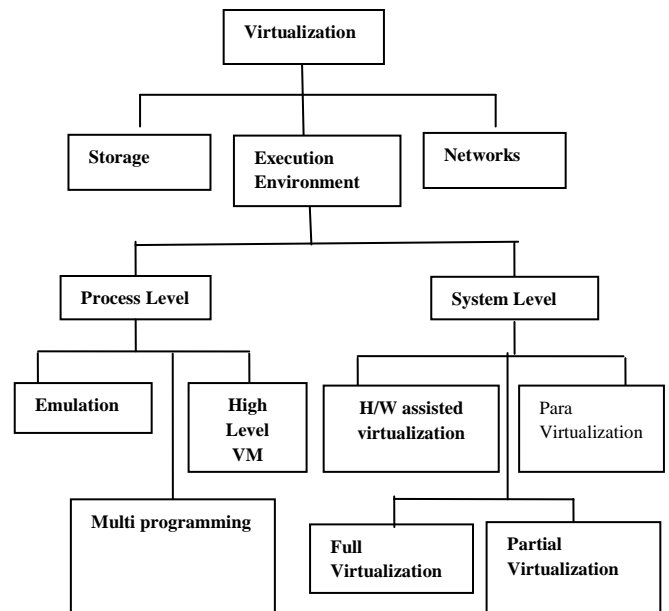 Virtualization
Storage
Execution
Environment
Networks
Process Level
System Level
Emulation
High
Level
VM
H/W assisted
virtualization
Para
Virtualization
Multi programming
Full
Virtualization
Partial
Virtualization